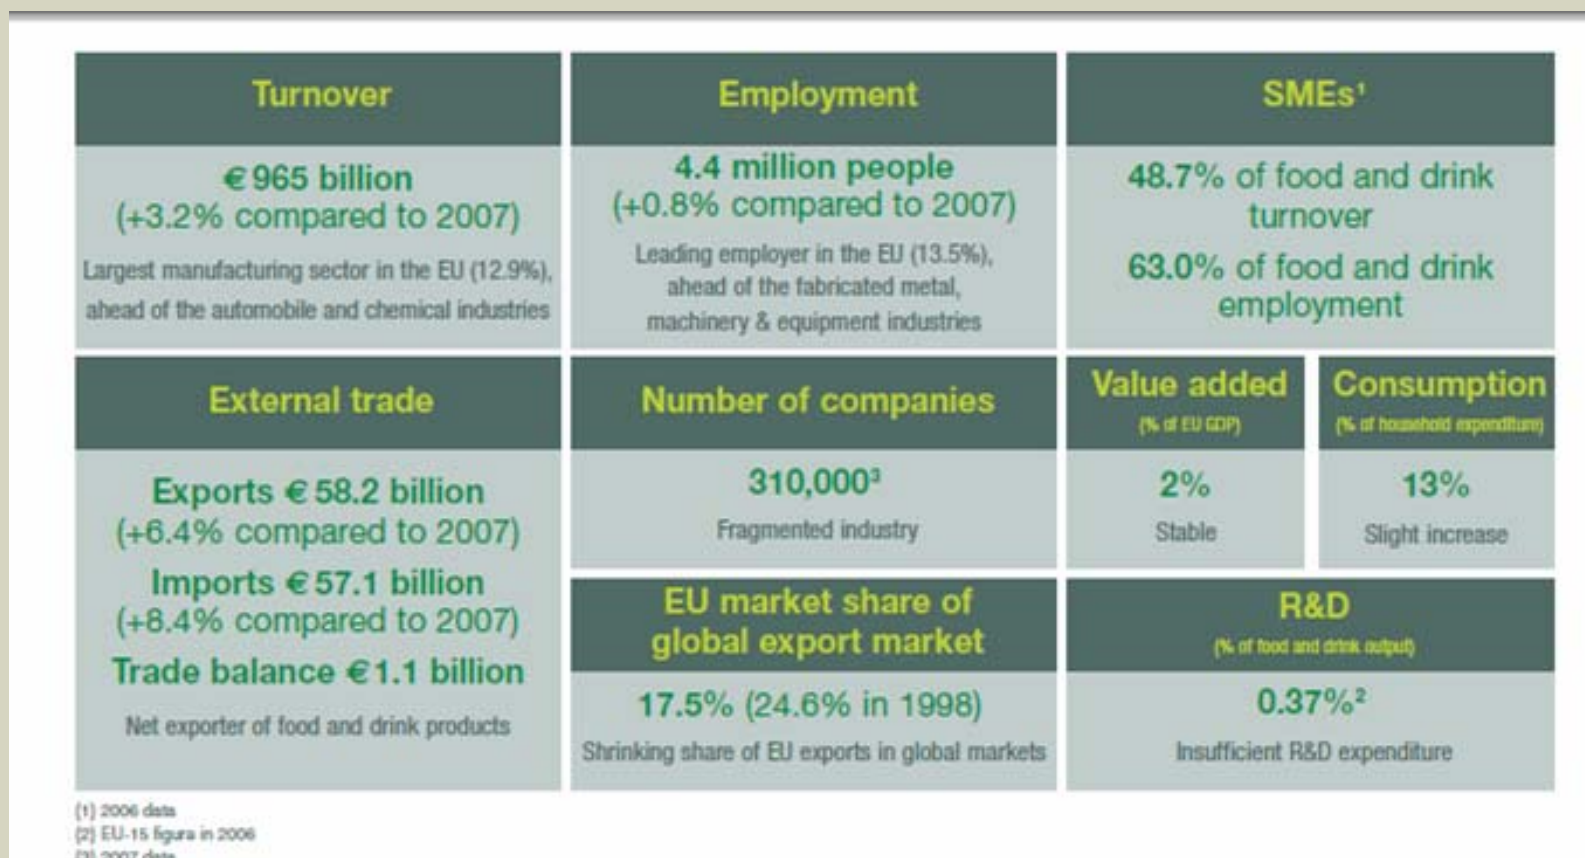 Turnover
€ 965 billion
(+3.2% compared to 2007)
Largest manufacturing sector in the EU (12.9%),
ahead of the automobile and chemical industries
Employment
4.4 million people
(+0.8% compared to 2007)
Leading employer in the EU (13.5%),
ahead of the fabricated metal,
machinery & equipment industries
SMEs¹
48.7% of food and drink
turnover
63.0% of food and drink
employment
External trade
Exports € 58.2 billion
(+6.4% compared to 2007)
Imports € 57.1 billion
(+8.4% compared to 2007)
Trade balance € 1.1 billion
Net exporter of food and drink products
Number of companies
310,000³
Fragmented industry
Value added
(% of EU GDP)
2%
Stable
Consumption
(% of household expenditure)
13%
Slight increase
EU market share of
global export market
17.5% (24.6% in 1998)
Shrinking share of EU exports in global markets
R&D
(% of food and drink output)
0.37%²
Insufficient R&D expenditure
(1) 2006 data
(2) EU-15 figura in 2006
(3) 2007 data